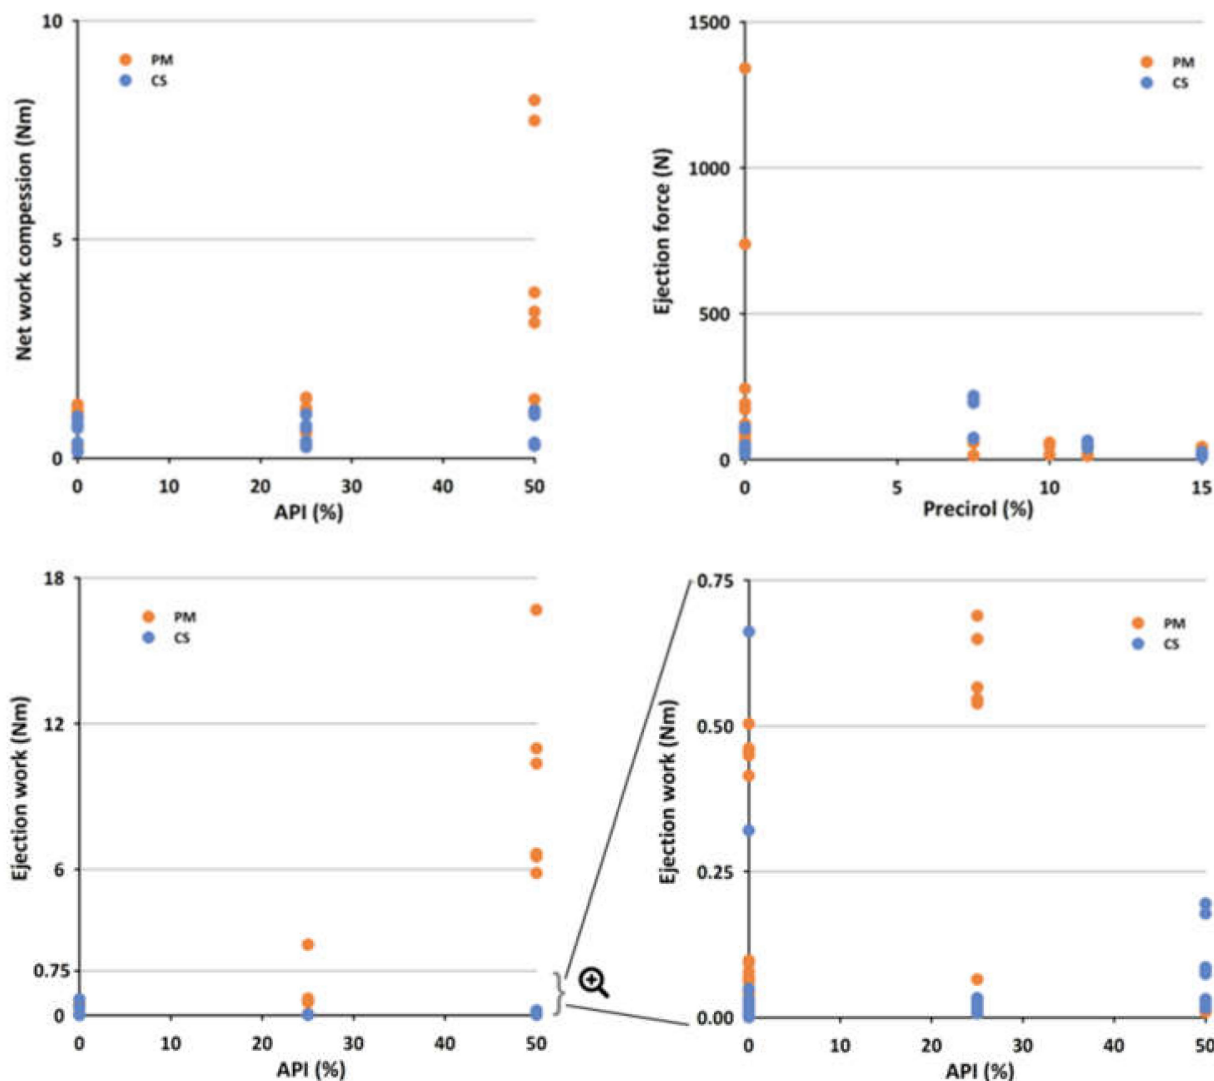 10
PM
CS
5
0
Net work compession (Nm)
0 10 20 30 40 50
API (%)
1500
PM
CS
1000
500
0
Ejection force (N)
0 5 10 15
Precirol (%)
18
PM
CS
12
6
0.75
0
Ejection work (Nm)
0 10 20 30 40 50
API (%)
0.75
PM
CS
0.50
0.25
0.00
Ejection work (Nm)
0 10 20 30 40 50
API (%)